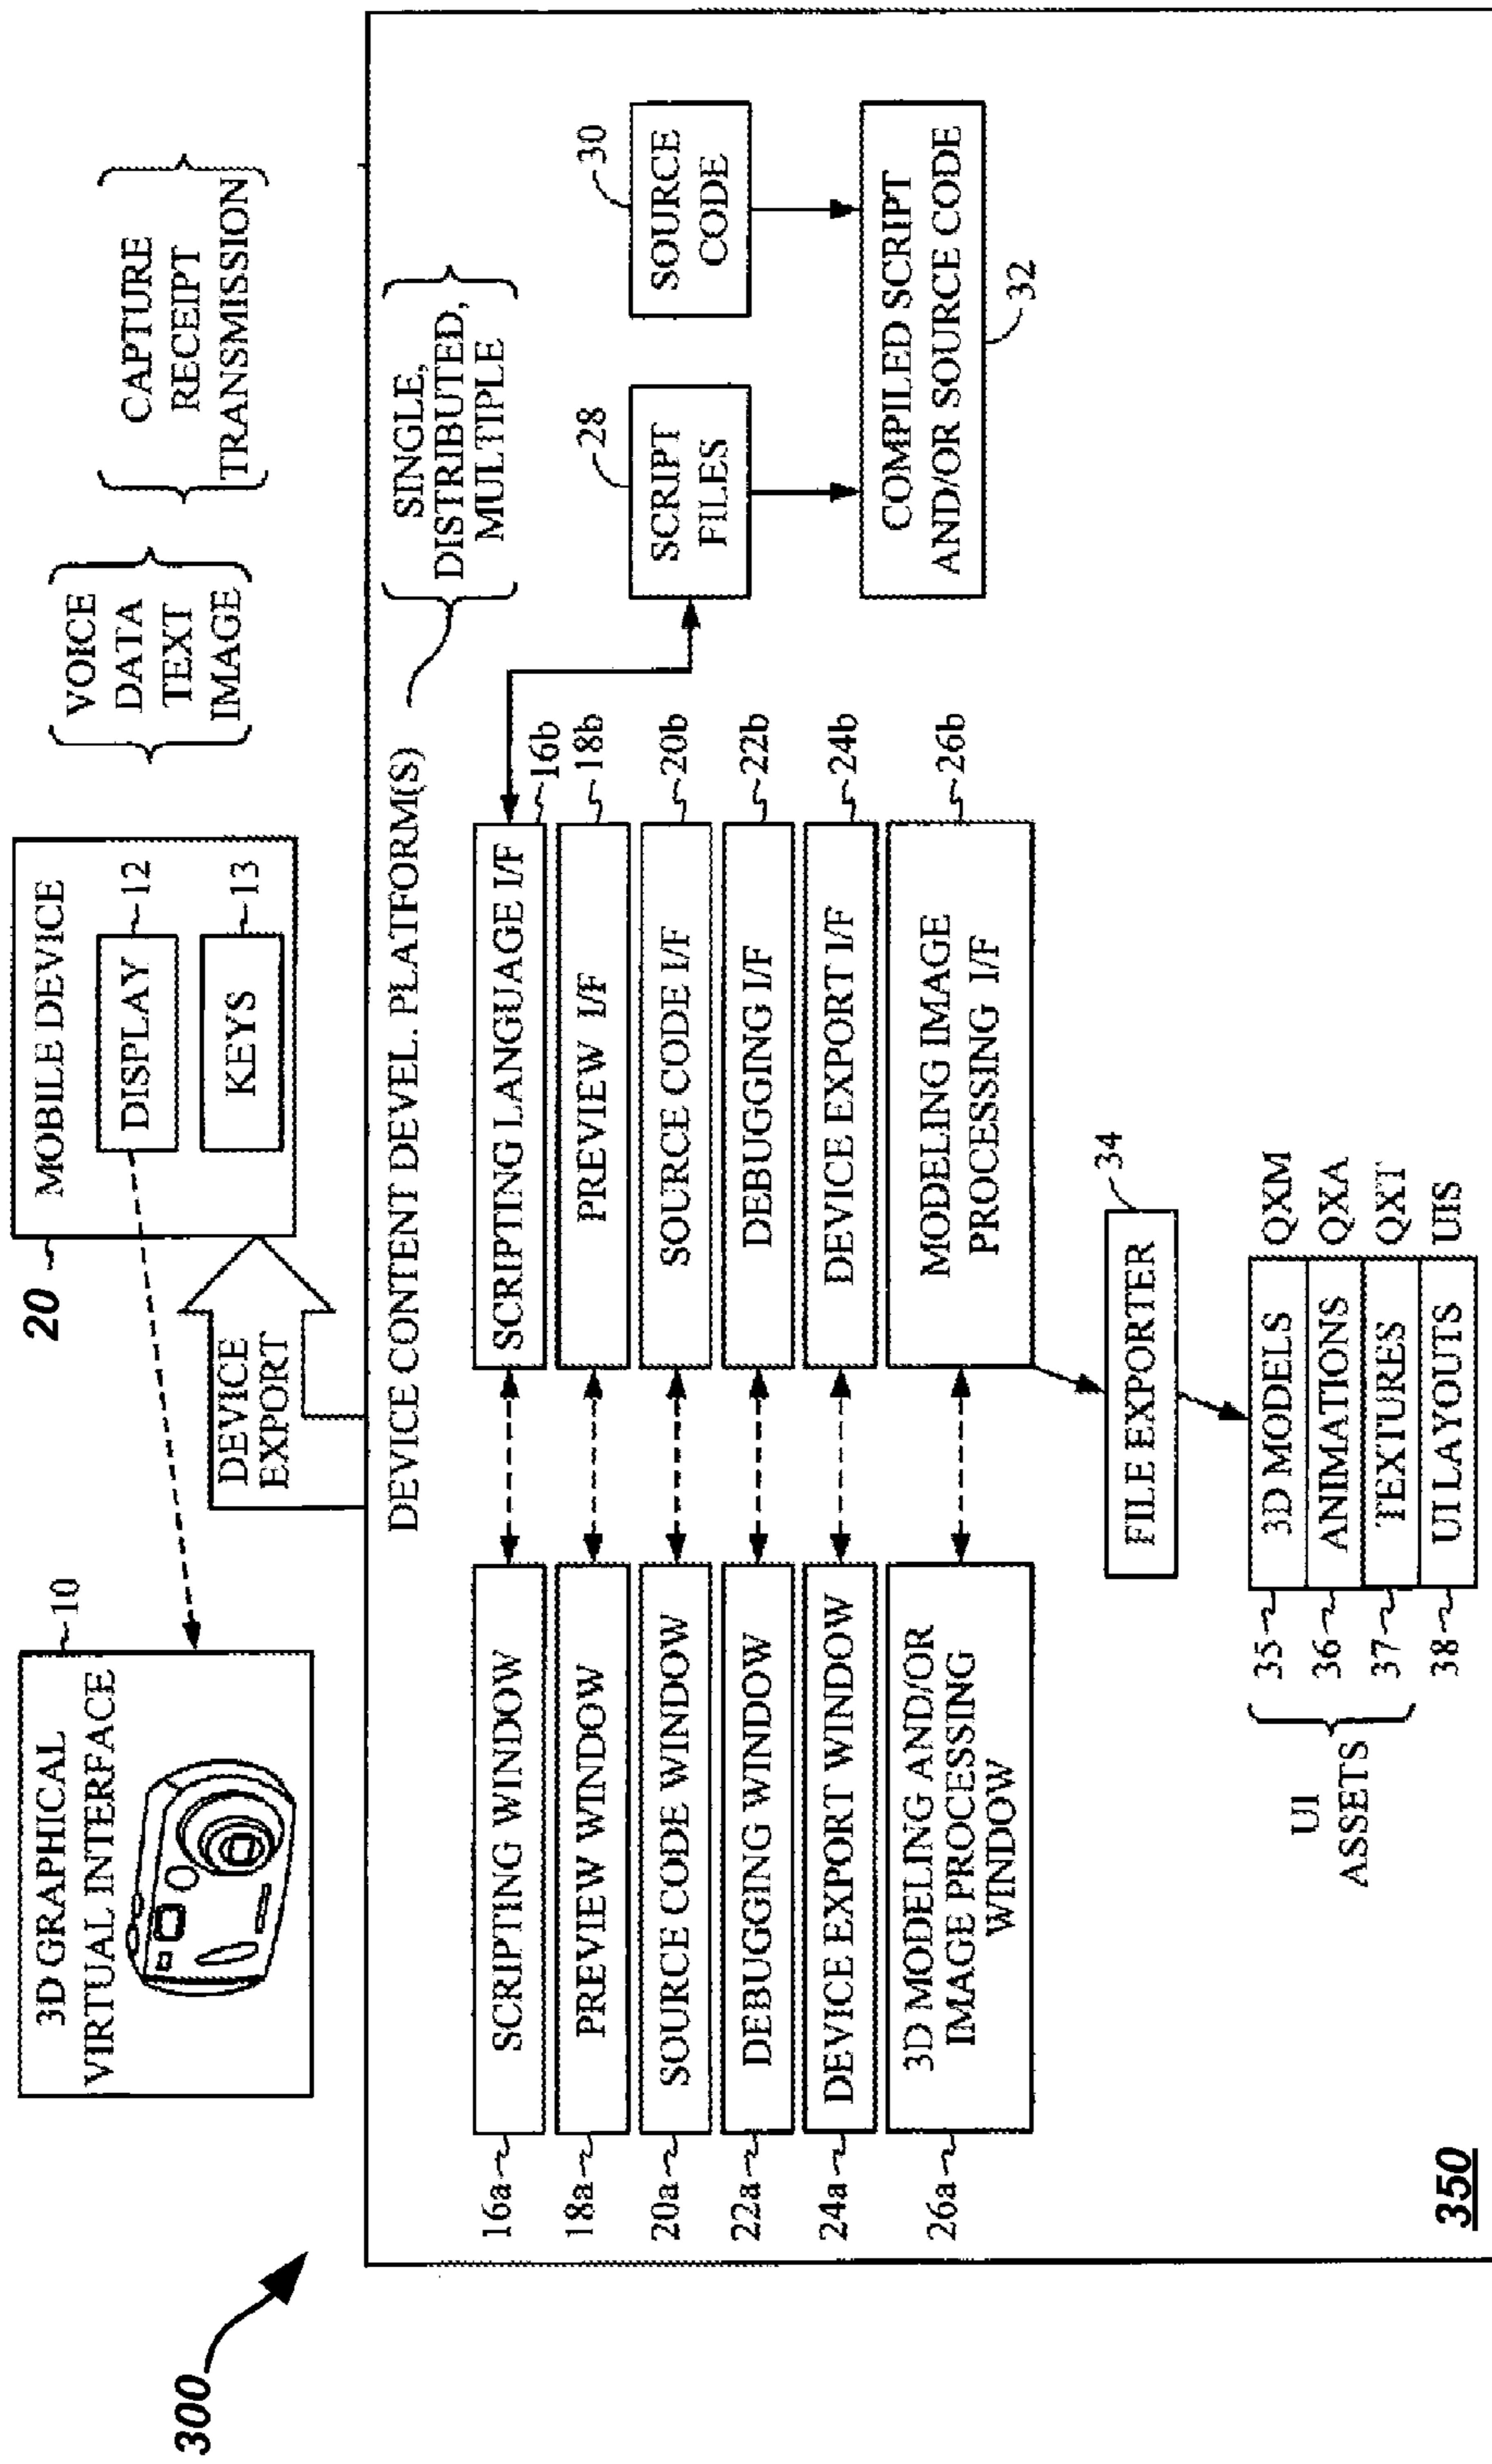 300
3D GRAPHICAL
VIRTUAL INTERFACE
10
20
MOBILE DEVICE
DISPLAY
12
KEYS
13
VOICE
DATA
TEXT
IMAGE
CAPTURE
RECEIPT
TRANSMISSION
DEVICE
EXPORT
DEVICE CONTENT DEVEL. PLATFORM(S)
SINGLE,
DISTRIBUTED,
MULTIPLE
16a
SCRIPTING WINDOW
SCRIPTING LANGUAGE I/F
16b
18a
PREVIEW WINDOW
PREVIEW I/F
18b
20a
SOURCE CODE WINDOW
SOURCE CODE I/F
20b
22a
DEBUGGING WINDOW
DEBUGGING I/F
22b
24a
DEVICE EXPORT WINDOW
DEVICE EXPORT I/F
24b
26a
3D MODELING AND/OR
IMAGE PROCESSING
WINDOW
MODELING IMAGE
PROCESSING I/F
26b
28
SCRIPT
FILES
30
SOURCE
CODE
COMPILED SCRIPT
AND/OR SOURCE CODE
32
FILE EXPORTER
34
UI
ASSETS
35
3D MODELS
QXM
36
ANIMATIONS
QXA
37
TEXTURES
QXT
38
UI LAYOUTS
UIS
350